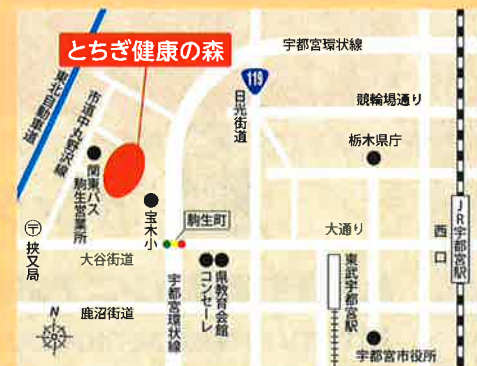 とちぎ健康の森
宇都宮環状線
119
日光街道
競輪場通り
栃木県庁
東北自動車道
市道中丸野沢線
関東バス
駒生営業所
宝木小
駒生町
大通り
西口
JR宇都宮駅
〒
挾又局
大谷街道
県教育会館
コンセーレ
東武宇都宮駅
N
鹿沼街道
宇都宮環状線
宇都宮市役所